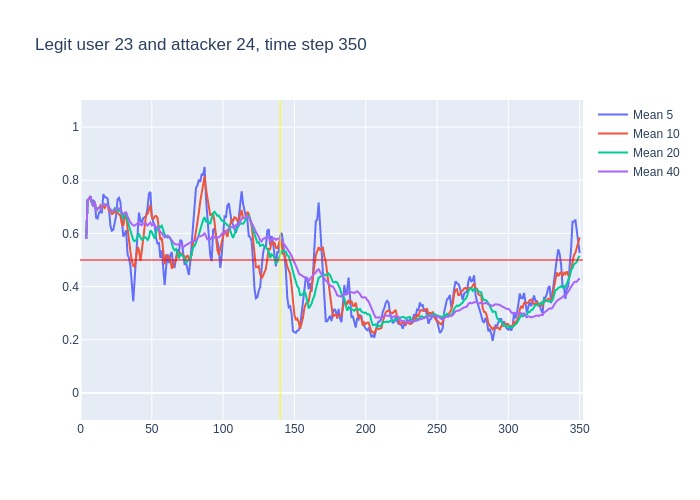 Legit user 23 and attacker 24, time step 350
Mean 5
Mean 10
Mean 20
Mean 40
1
0.8
0.6
0.4
0.2
0
0 50 100 150 200 250 300 350